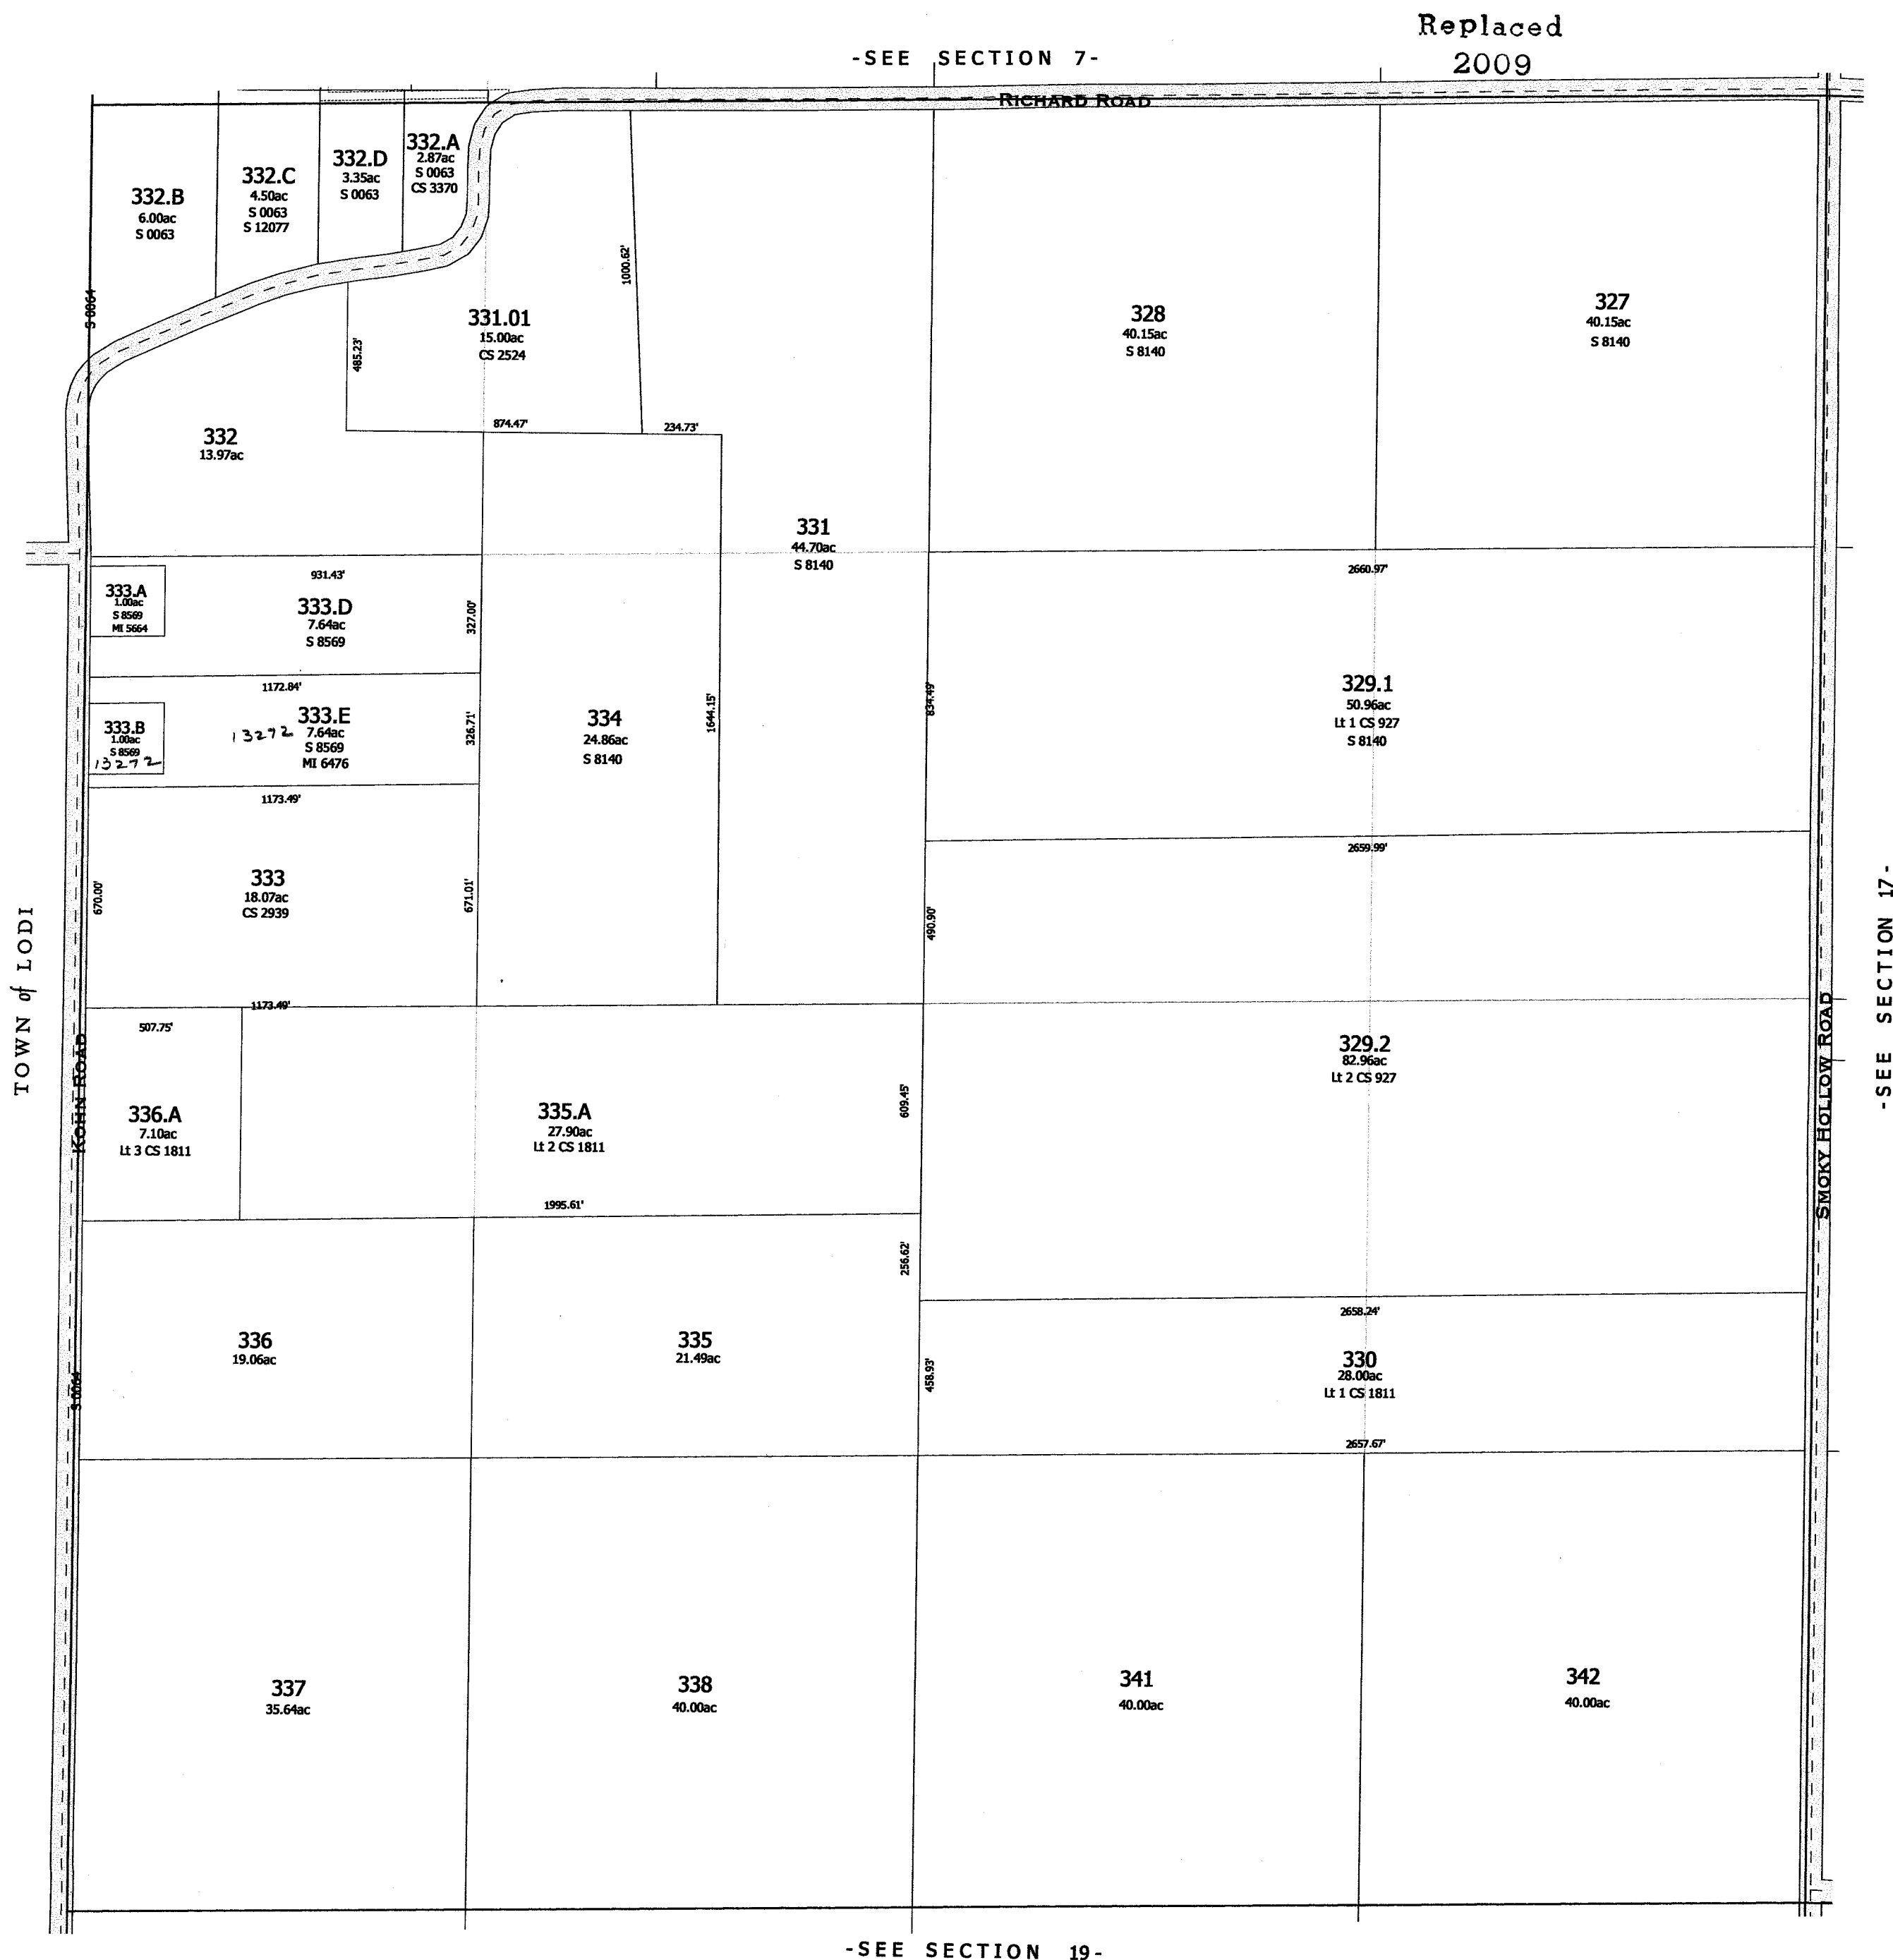 Replaced
2009
-SEE SECTION 7-
RICHARD ROAD
332.A
2.87ac
S 0063
CS 3370
332.D
3.35ac
S 0063
332.C
4.50ac
S 0063
S 12077
332.B
6.00ac
S 0063
S 0064
1000.62'
485.23'
331.01
15.00ac
CS 2524
328
40.15ac
S 8140
327
40.15ac
S 8140
874.47'
234.73'
332
13.97ac
331
44.70ac
S 8140
931.43'
2660.97'
333.A
1.00ac
S 8569
MI 5664
333.D
7.64ac
S 8569
327.00'
1172.84'
333.B
1.00ac
S 8569
13272
333.E
13272 7.64ac
S 8569
MI 6476
326.71'
334
24.86ac
S 8140
1644.15'
834.49'
329.1
50.96ac
Lt 1 CS 927
S 8140
1173.49'
2659.99'
333
18.07ac
CS 2939
670.00'
671.01'
490.90'
TOWN of LODI
-SEE SECTION 17-
1173.49'
507.75'
KOHN ROAD
329.2
82.96ac
Lt 2 CS 927
SMOKY HOLLOW ROAD
336.A
7.10ac
Lt 3 CS 1811
335.A
27.90ac
Lt 2 CS 1811
609.45'
1995.61'
256.62'
2658.24'
336
19.06ac
335
21.49ac
458.93'
330
28.00ac
Lt 1 CS 1811
S 0064
2657.67'
337
35.64ac
338
40.00ac
341
40.00ac
342
40.00ac
-SEE SECTION 19-